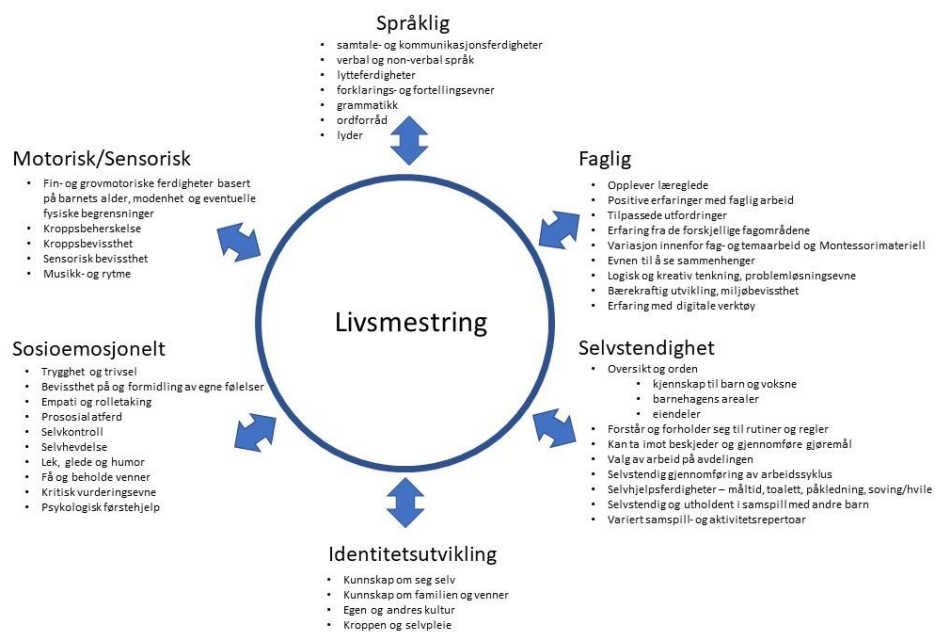 Språklig
• samtale- og kommunikasjonsferdigheter
• verbal og non-verbal språk
• lytteferdigheter
• forklarings- og fortellingsevner
• grammatikk
• ordforråd
• lyder
Motorisk/Sensorisk
• Fin- og grovmotoriske ferdigheter basert
på barnets alder, modenhet og eventuelle
fysiske begrensninger
• Kroppsbeherskelse
• Kroppsbevissthet
• Sensorisk bevissthet
• Musikk- og rytme
Faglig
• Opplever læreglede
• Positive erfaringer med faglig arbeid
• Tilpassede utfordringer
• Erfaring fra de forskjellige fagområdene
• Variasjon innenfor fag- og temaarbeid og Montessorimateriell
• Evnen til å se sammenhenger
• Logisk og kreativ tenkning, problemløsningsevne
• Bærekraftig utvikling, miljøbevissthet
• Erfaring med digitale verktøy
Livsmestring
Sosioemosjonelt
• Trygghet og trivsel
• Bevissthet på og formidling av egne følelser
• Empati og rolletaking
• Prososial atferd
• Selvkontroll
• Selvhevdelse
• Lek, glede og humor
• Få og beholde venner
• Kritisk vurderingsevne
• Psykologisk førstehjelp
Selvstendighet
• Oversikt og orden
• kjennskap til barn og voksne
• barnehagens arealer
• eiendeler
• Forstår og forholder seg til rutiner og regler
• Kan ta imot beskjeder og gjennomføre gjøremål
• Valg av arbeid på avdelingen
• Selvstendig gjennomføring av arbeidssyklus
• Selvhjelpsferdigheter – måltid, toalett, påkledning, soving/hvile
• Selvstendig og utholdent i samspill med andre barn
• Variert samspill- og aktivitetsrepertoar
Identitetsutvikling
• Kunnskap om seg selv
• Kunnskap om familien og venner
• Egen og andres kultur
• Kroppen og selvpleie